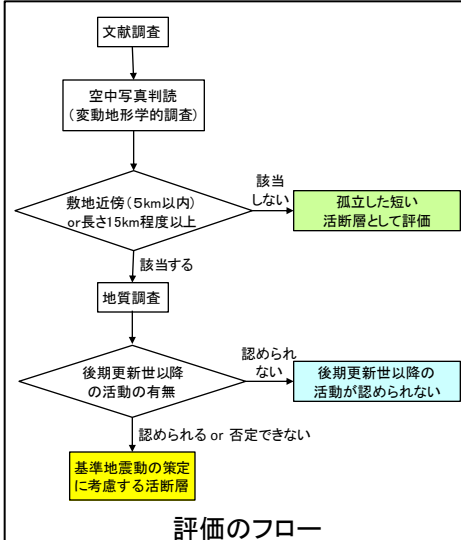 文献調査
空中写真判読
(変動地形学的調査)
敷地近傍(5km以内)
or長さ15km程度以上
該当
しない
孤立した短い
活断層として評価
該当する
地質調査
後期更新世以降
の活動の有無
認められ
ない
後期更新世以降の
活動が認められない
認められる or 否定できない
基準地震動の策定
に考慮する活断層
評価のフロー